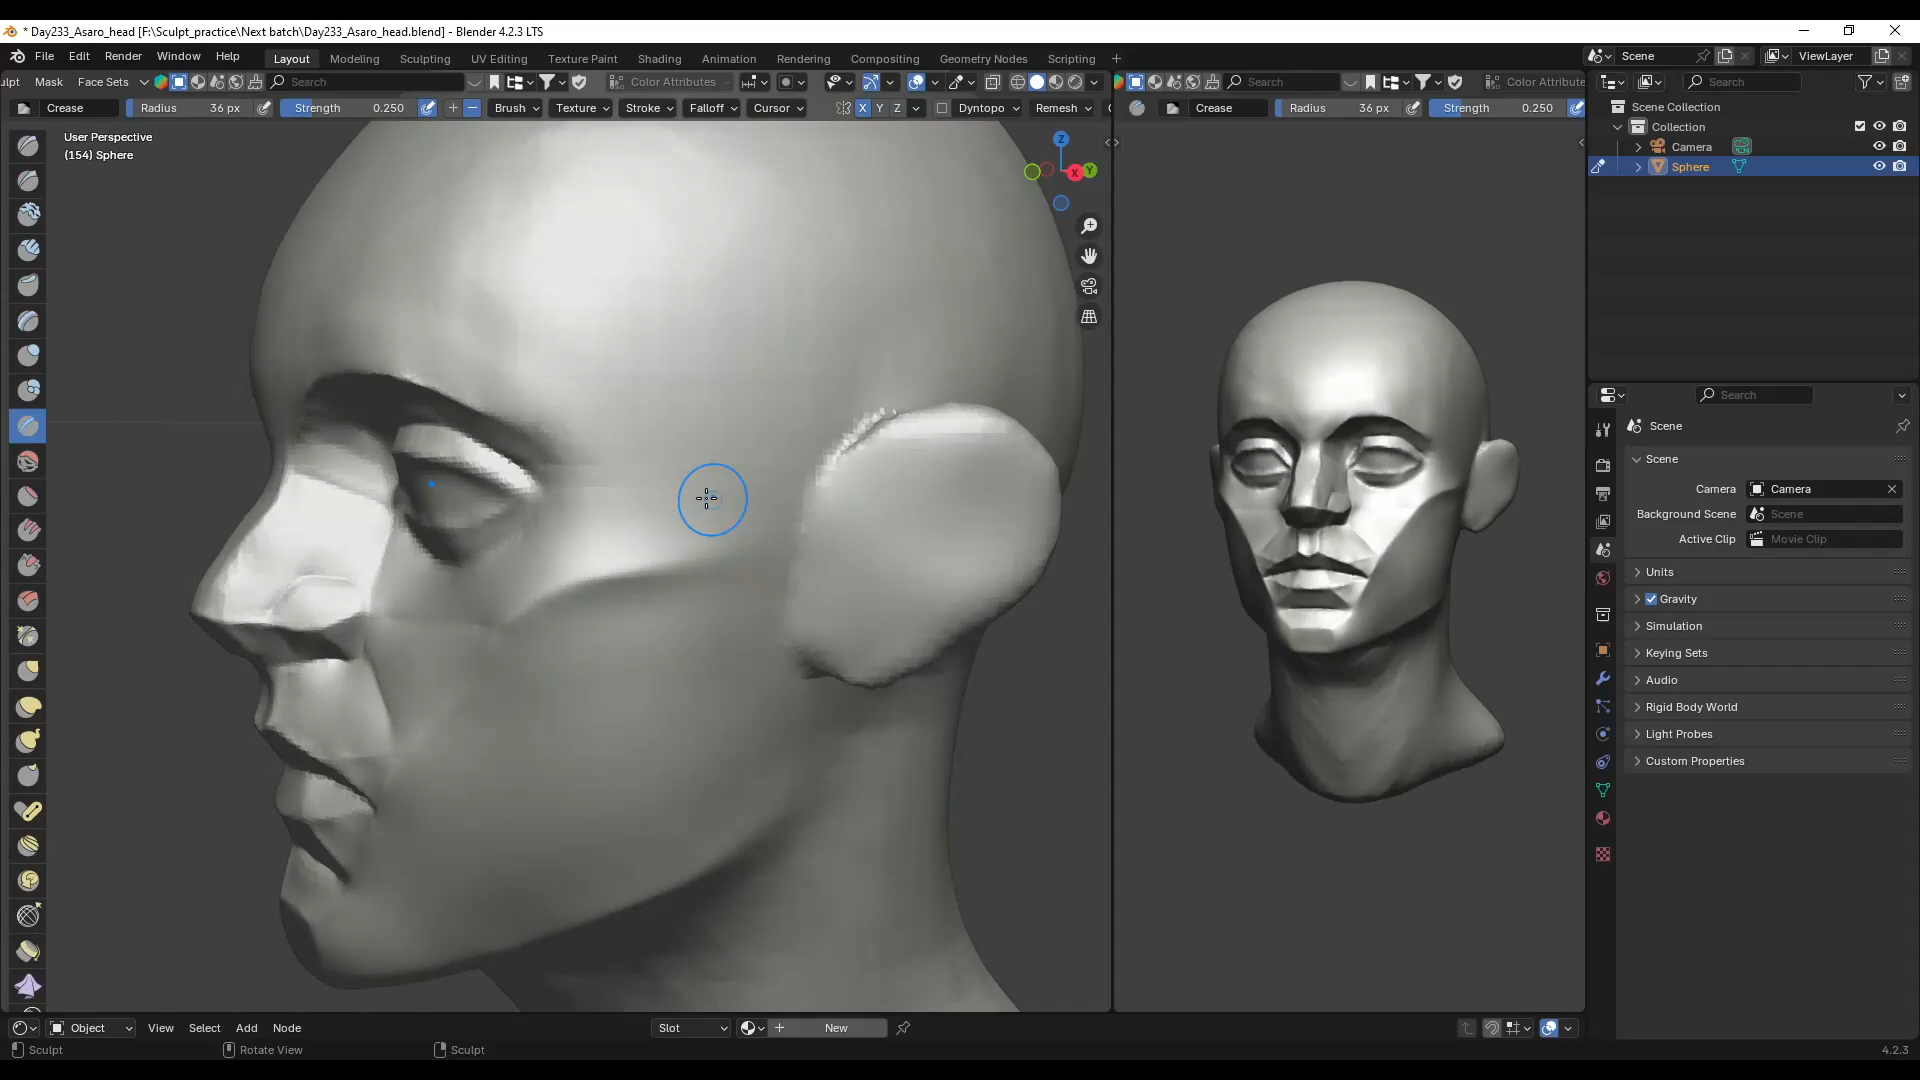 * Day233_Asaro_head [F:\Sculpt_practice\Next batch\Day233_Asaro_head.blend] - Blender 4.2.3 LTS
File Edit Render Window Help Layout Modeling Sculpting UV Editing Texture Paint Shading Animation Rendering Compositing Geometry Nodes Scripting + Scene ViewLayer
ulpt Mask Face Sets Search Color Attributes Search Color Attribute Search
Crease Radius 36 px Strength 0.250 Brush Texture Stroke Falloff Cursor X Y Z Dyntopo Remesh Crease Radius 36 px Strength 0.250
User Perspective
(154) Sphere
Z
X Y
Scene Collection
Collection
Camera
Sphere
Search
Scene
Scene
Camera Camera
Background Scene Scene
Active Clip Movie Clip
Units
Gravity
Simulation
Keying Sets
Audio
Rigid Body World
Light Probes
Custom Properties
Object View Select Add Node Slot New
Sculpt Rotate View Sculpt 4.2.3